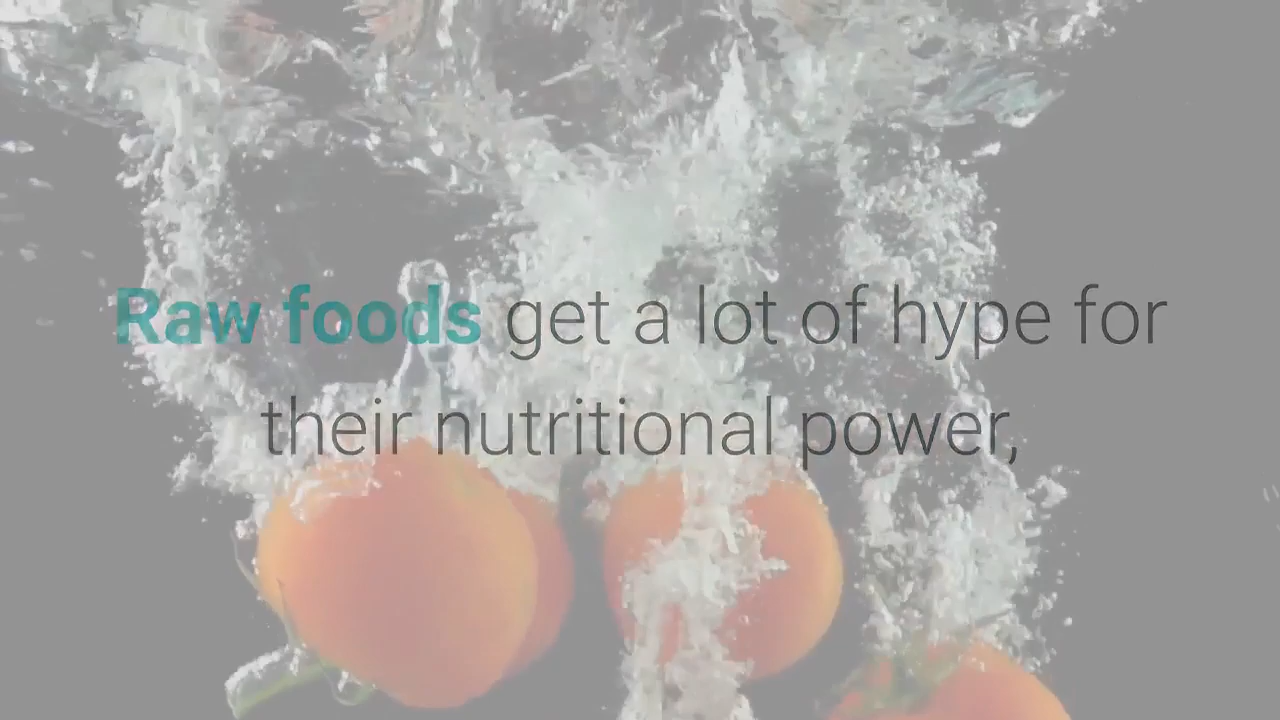 Raw foods get a lot of hype for
their nutritional power,